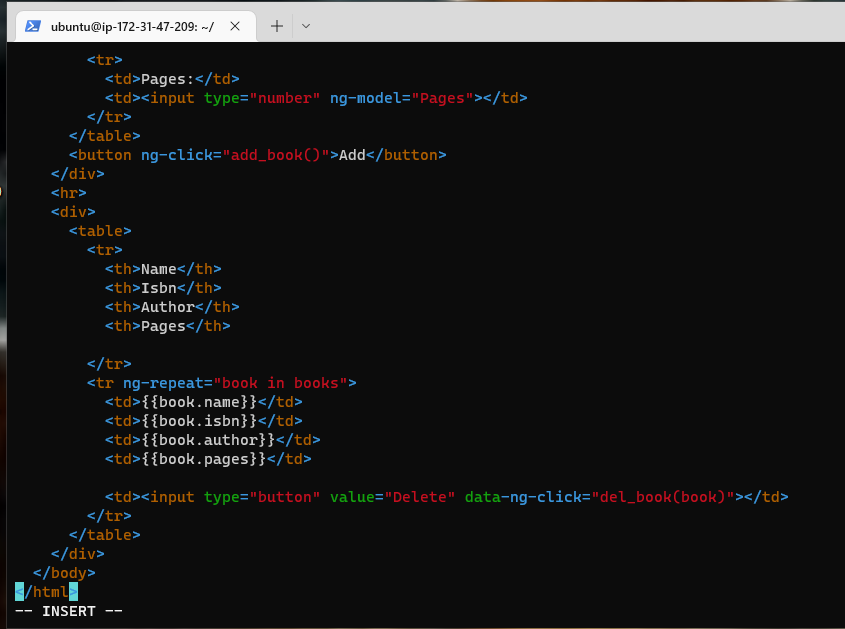 ubuntu@ip-172-31-47-209: ~/
        <tr>
          <td>Pages:</td>
          <td><input type="number" ng-model="Pages"></td>
        </tr>
      </table>
      <button ng-click="add_book()">Add</button>
    </div>
    <hr>
    <div>
      <table>
        <tr>
          <th>Name</th>
          <th>Isbn</th>
          <th>Author</th>
          <th>Pages</th>

        </tr>
        <tr ng-repeat="book in books">
          <td>{{book.name}}</td>
          <td>{{book.isbn}}</td>
          <td>{{book.author}}</td>
          <td>{{book.pages}}</td>

          <td><input type="button" value="Delete" data-ng-click="del_book(book)"></td>
        </tr>
      </table>
    </div>
  </body>
</html>
-- INSERT --